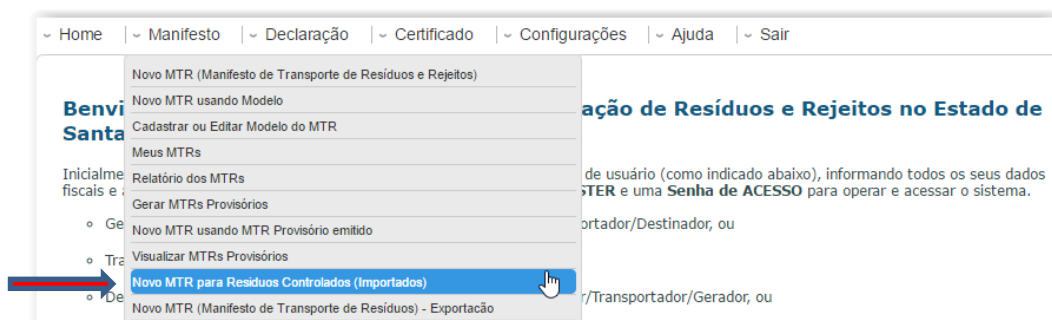 Home Manifesto Declaração Certificado Configurações Ajuda Sair
Novo MTR (Manifesto de Transporte de Resíduos e Rejeitos)
Novo MTR usando Modelo
Cadastrar ou Editar Modelo do MTR
Meus MTRs
Relatório dos MTRs
Gerar MTRs Provisórios
Novo MTR usando MTR Provisório emitido
Visualizar MTRs Provisórios
Novo MTR para Resíduos Controlados (Importados)
Novo MTR (Manifesto de Transporte de Resíduos) - Exportacão
Benvi ação de Resíduos e Rejeitos no Estado de
Santa
Inicialme de usuário (como indicado abaixo), informando todos os seus dados
fiscais e STER e uma Senha de ACESSO para operar e acessar o sistema.
Ge ortador/Destinador, ou
Tra
De r/Transportador/Gerador, ou